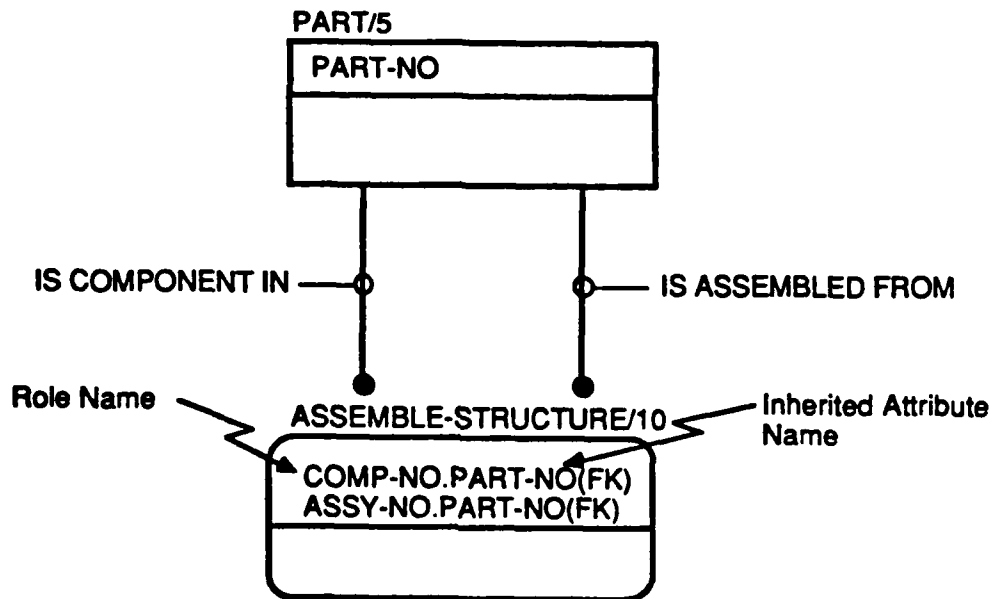 PART/5
PART-NO
IS COMPONENT IN
IS ASSEMBLED FROM
Role Name
ASSEMBLE-STRUCTURE/10
Inherited Attribute
Name
COMP-NO.PART-NO(FK)
ASSY-NO.PART-NO(FK)